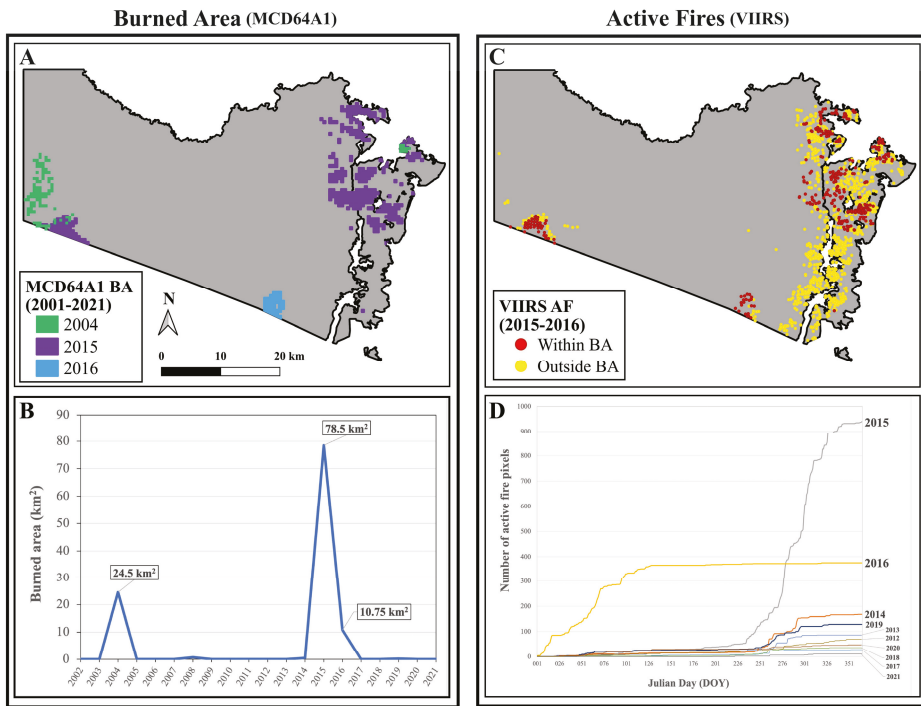 Burned Area (MCD64A1)
A
MCD64A1 BA
(2001-2021)
2004
2015
2016
N
0 10 20 km
B
Burned area (km²)
90
80
70
60
50
40
30
20
10
0
78.5 km²
24.5 km²
10.75 km²
2002 2003 2004 2005 2006 2007 2008 2009 2010 2011 2012 2013 2014 2015 2016 2017 2018 2019 2020 2021
Active Fires (VIIRS)
C
VIIRS AF
(2015-2016)
Within BA
Outside BA
D
Number of active fire pixels
1000
900
800
700
600
500
400
300
200
100
0
2015
2016
2014
2019
2013
2012
2020
2018
2017
2021
001 026 051 076 101 126 151 176 201 226 251 276 301 326 351
Julian Day (DOY)